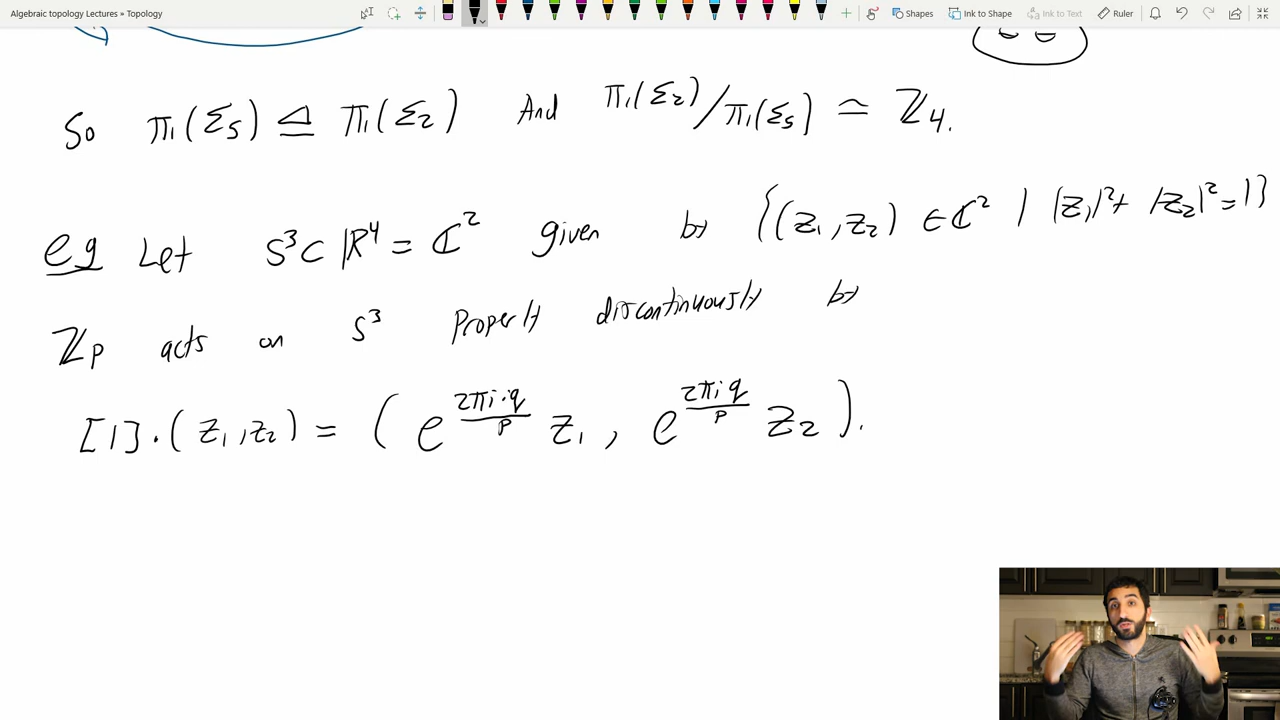 Algebraic topology Lectures » Topology
Shapes Ink to Shape Ink to Text Ruler
So π₁(Σ₅) ⊴ π₁(Σ₂) And π₁(Σ₂)/π₁(Σ₅) ≃ ℤ₄.
eg Let S³ ⊂ ℝ⁴ = ℂ² given by {(z₁, z₂) ∈ ℂ² | |z₁|² + |z₂|² = 1}
ℤₚ acts on S³ Properly discontinuously by
[1]·(z₁, z₂) = (e^{2πi·q/p} z₁, e^{2πi q/p} z₂).